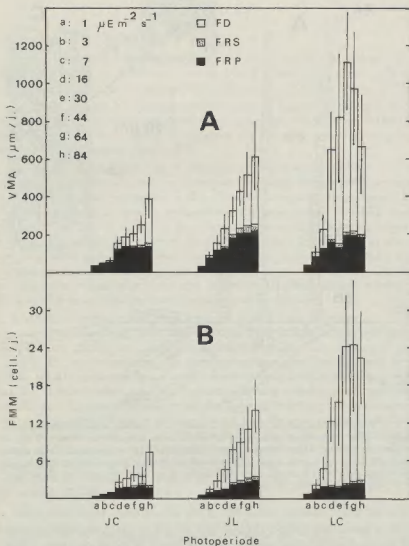 a: 1 µE m⁻² s⁻¹
b: 3
c: 7
d: 16
e: 30
f: 44
g: 64
h: 84
FD
FRS
FRP
A
VMA (µm/j.)
1200
1000
800
600
400
200
B
FMM (cell./j.)
30
24
18
12
6
abcdefgh abcdefgh abcdefgh
JC JL LC
Photopériode